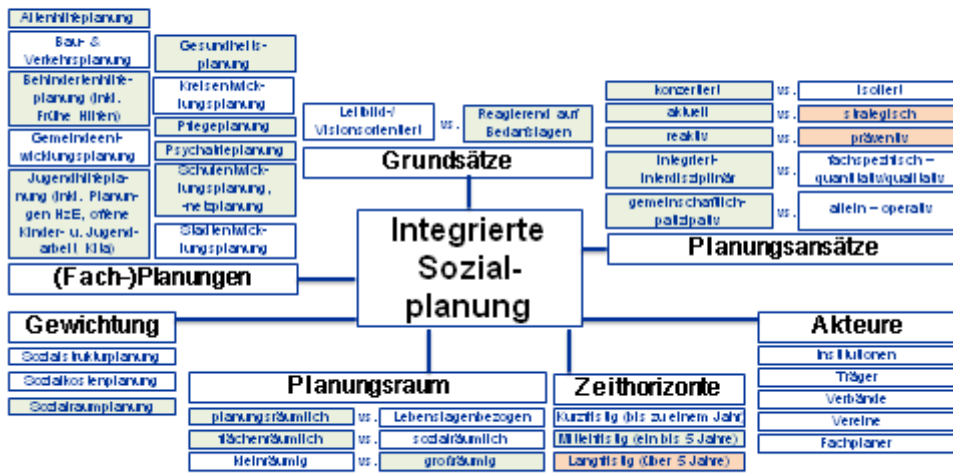 Altenhilfeplanung
Bau- &
Verkehrsplanung
Behindertenhilfe-
planung (inkl.
Frühe Hilfen)
Gemeindeent-
wicklungsplanung
Jugendhilfepla-
nung (inkl. Planun-
gen HzE, offene
Kinder- u. Jugend-
arbeit, Kita)
Gesundheits-
planung
Kreisentwick-
lungsplanung
Pflegeplanung
Psychiatrieplanung
Schulentwick-
lungsplanung,
-netzplanung
Stadtentwick-
lungsplanung
(Fach-)Planungen
Leitbild-/
Visionsorientiert
vs.
Reagierend auf
Bedarfslagen
Grundsätze
konzertiert vs. isoliert
aktuell vs. strategisch
reaktiv vs. präventiv
integriert-
interdisziplinär
vs.
fachspezifisch –
quantitativ/qualitativ
gemeinschaftlich-
partizipativ
vs.
allein – operativ
Planungsansätze
Integrierte
Sozial-
planung
Gewichtung
Sozialstrukturplanung
Sozialkostenplanung
Sozialraumplanung
Planungsraum
planungsräumlich vs. Lebenslagenbezogen
flächenräumlich vs. sozialräumlich
kleinräumig vs. großräumig
Zeithorizonte
Kurzfristig (bis zu einem Jahr)
Mittelfristig (ein bis 5 Jahre)
Langfristig (über 5 Jahre)
Akteure
Institutionen
Träger
Verbände
Vereine
Fachplaner